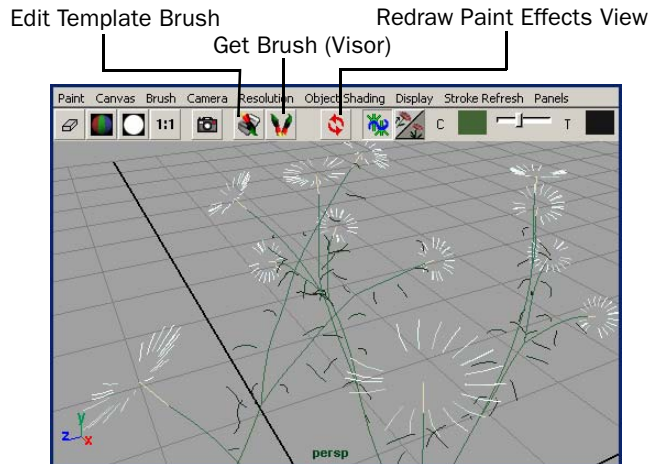 Edit Template Brush
Redraw Paint Effects View
Get Brush (Visor)
Paint Canvas Brush Camera Resolution Object Shading Display Stroke Refresh Panels
1:1 C T
y
z x
persp